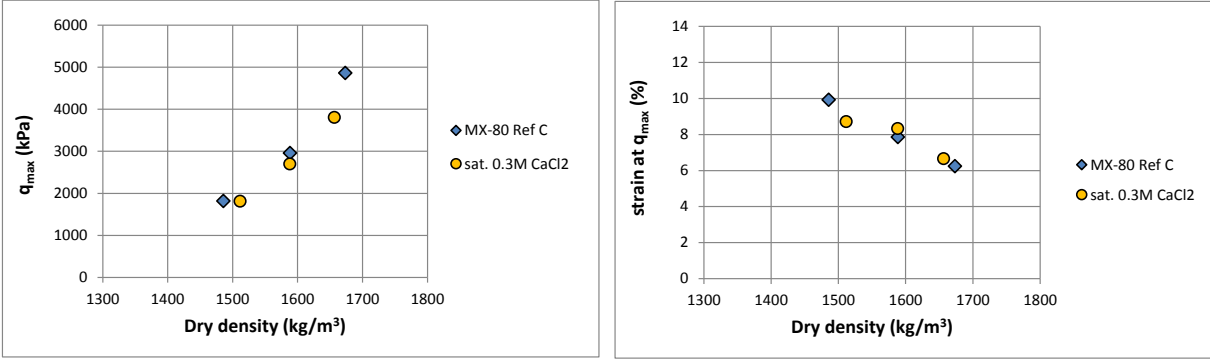 6000
5000
4000
3000
2000
1000
0
q_max (kPa)
1300 1400 1500 1600 1700 1800
Dry density (kg/m³)
MX-80 Ref C
sat. 0.3M CaCl2
14
12
10
8
6
4
2
0
strain at q_max (%)
1300 1400 1500 1600 1700 1800
Dry density (kg/m³)
MX-80 Ref C
sat. 0.3M CaCl2